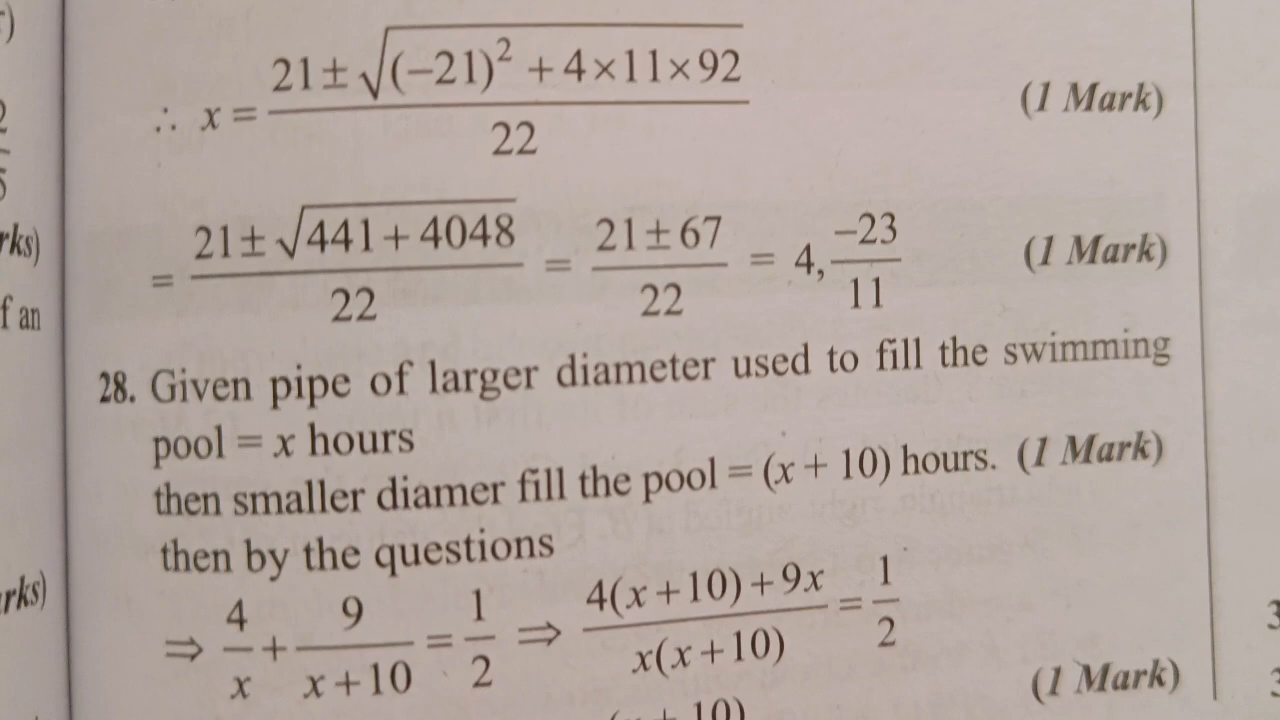 ∴ x = (21 ± √((−21)² + 4×11×92)) / 22 (1 Mark)
= (21 ± √(441 + 4048)) / 22 = (21 ± 67) / 22 = 4, −23/11 (1 Mark)
28. Given pipe of larger diameter used to fill the swimming
pool = x hours
then smaller diamer fill the pool = (x + 10) hours. (1 Mark)
then by the questions
⇒ 4/x + 9/(x+10) = 1/2 ⇒ (4(x+10)+9x) / (x(x+10)) = 1/2
(1 Mark)
rks)
f an
rks)